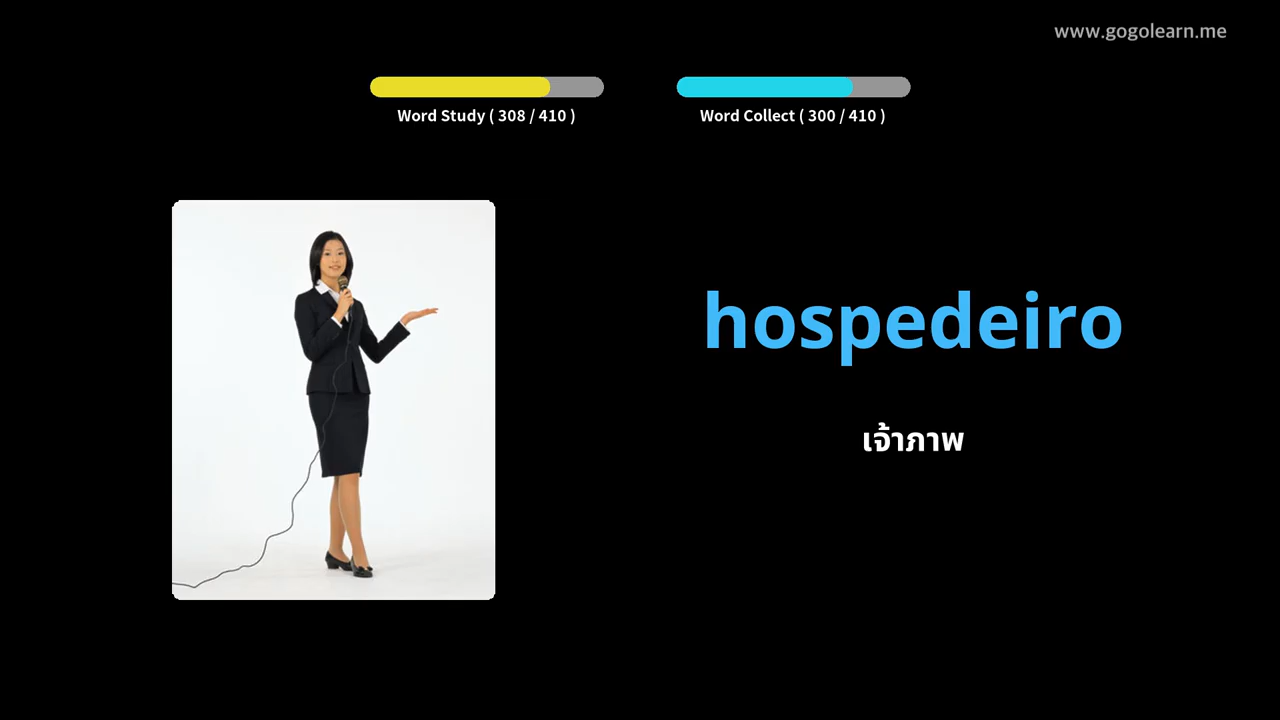 www.gogolearn.me
Word Study ( 308 / 410 )
Word Collect ( 300 / 410 )
hospedeiro
เจ้าภาพ